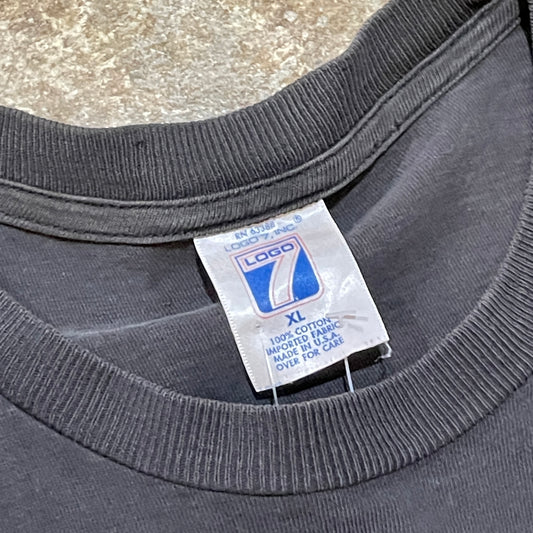 RN 63388
LOGO 7, INC.®
LOGO
7
XL
100% COTTON
IMPORTED FABRIC
MADE IN U.S.A.
OVER FOR CARE